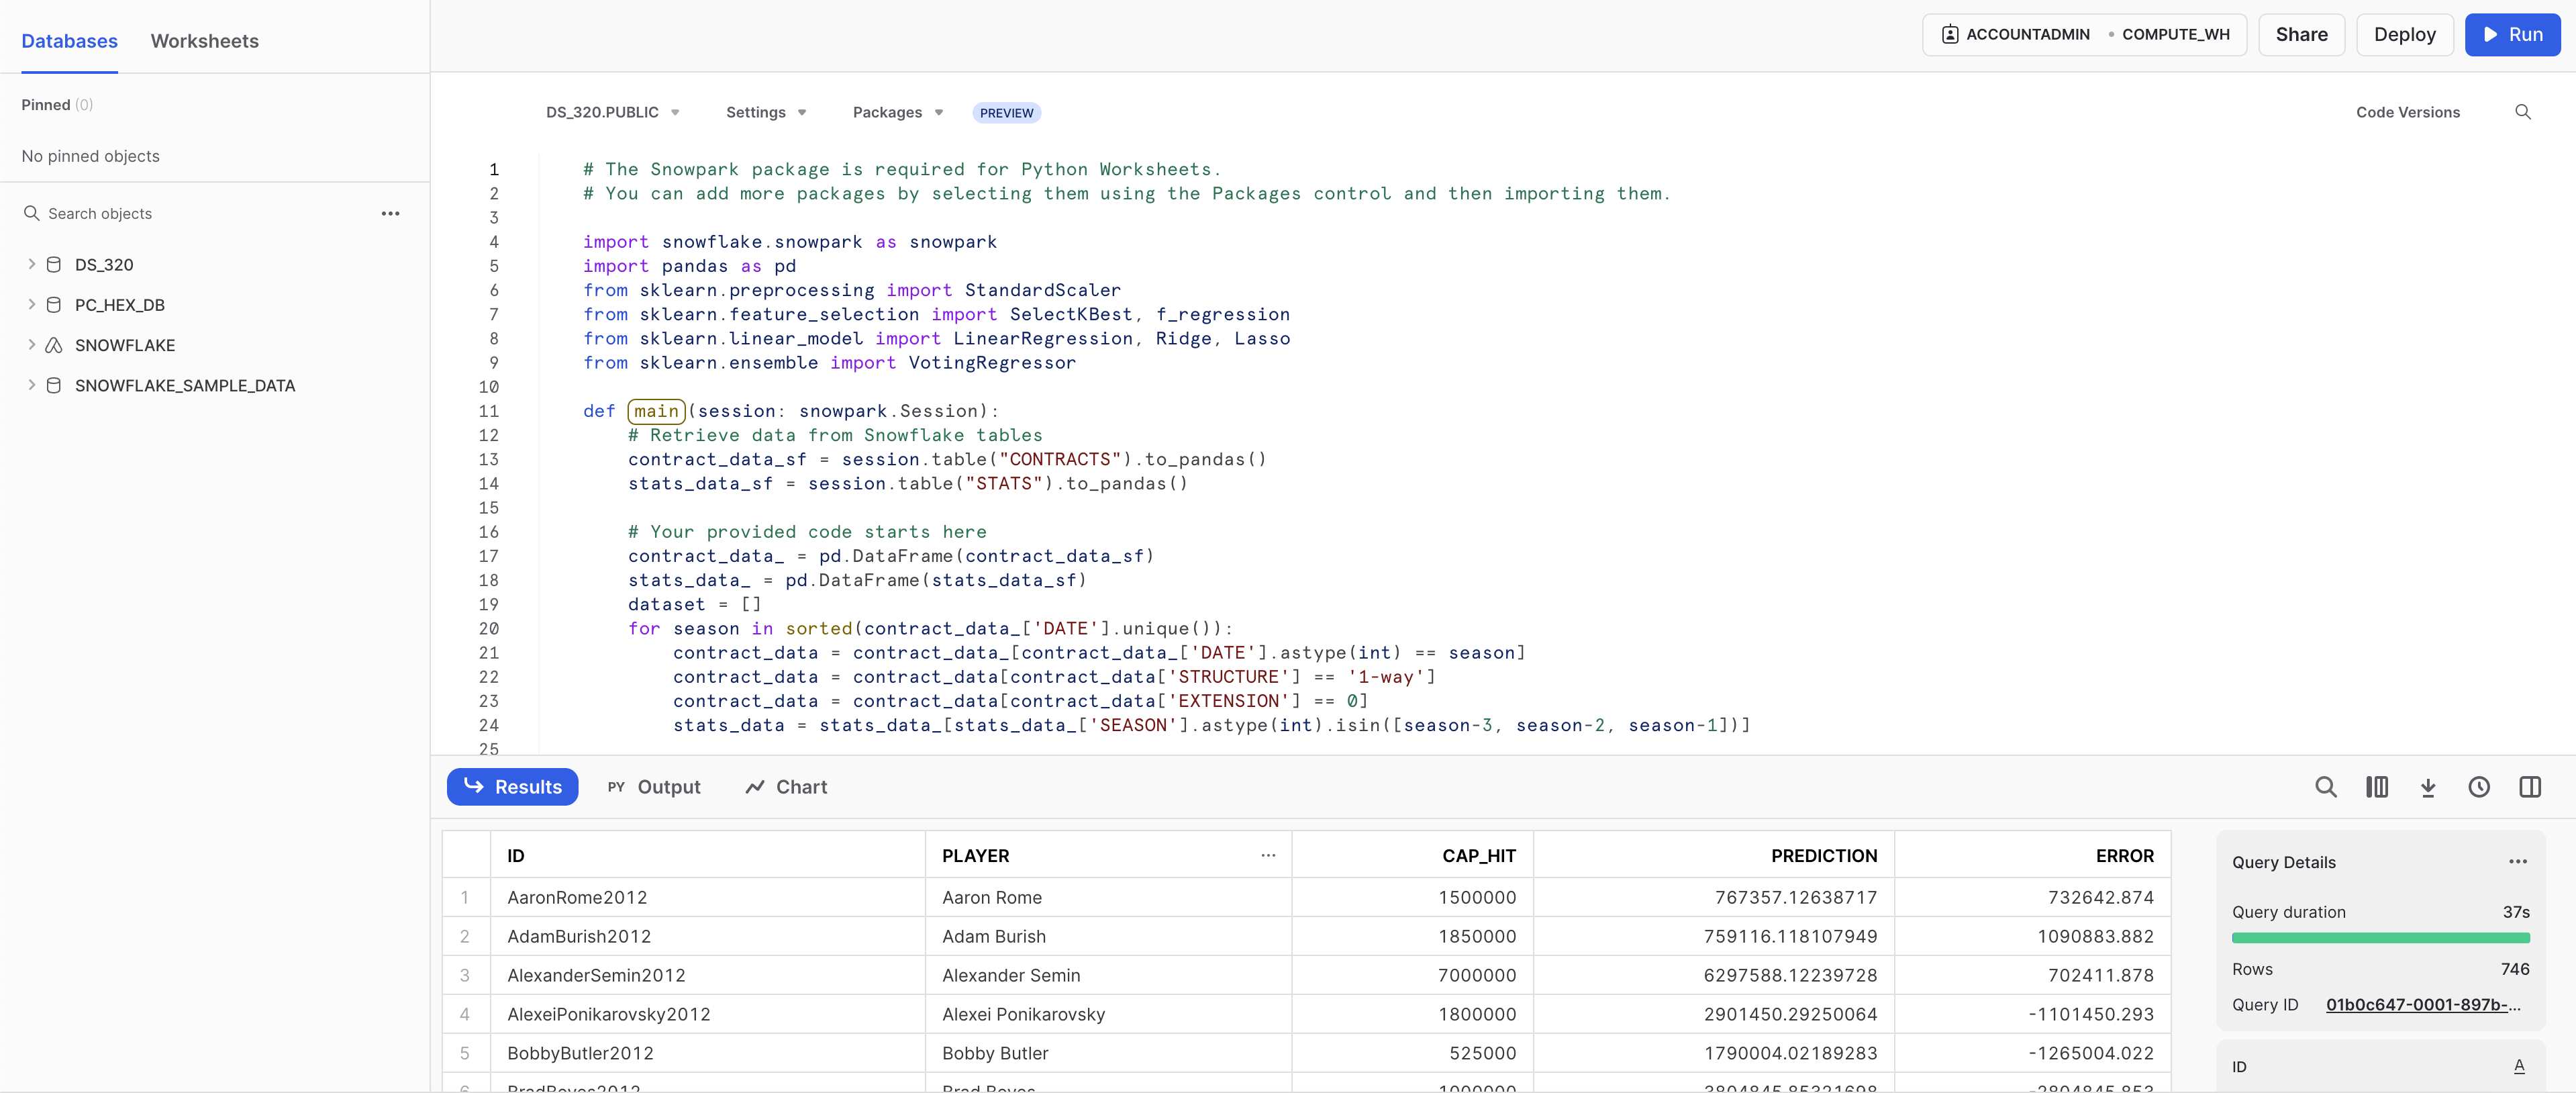 Databases Worksheets
ACCOUNTADMIN • COMPUTE_WH Share Deploy Run
Pinned (0)
No pinned objects
Search objects
DS_320
PC_HEX_DB
SNOWFLAKE
SNOWFLAKE_SAMPLE_DATA
DS_320.PUBLIC Settings Packages PREVIEW Code Versions
1 # The Snowpark package is required for Python Worksheets.
2 # You can add more packages by selecting them using the Packages control and then importing them.
3
4 import snowflake.snowpark as snowpark
5 import pandas as pd
6 from sklearn.preprocessing import StandardScaler
7 from sklearn.feature_selection import SelectKBest, f_regression
8 from sklearn.linear_model import LinearRegression, Ridge, Lasso
9 from sklearn.ensemble import VotingRegressor
10
11 def main(session: snowpark.Session):
12 # Retrieve data from Snowflake tables
13 contract_data_sf = session.table("CONTRACTS").to_pandas()
14 stats_data_sf = session.table("STATS").to_pandas()
15
16 # Your provided code starts here
17 contract_data_ = pd.DataFrame(contract_data_sf)
18 stats_data_ = pd.DataFrame(stats_data_sf)
19 dataset = []
20 for season in sorted(contract_data_['DATE'].unique()):
21 contract_data = contract_data_[contract_data_['DATE'].astype(int) == season]
22 contract_data = contract_data[contract_data['STRUCTURE'] == '1-way']
23 contract_data = contract_data[contract_data['EXTENSION'] == 0]
24 stats_data = stats_data_[stats_data_['SEASON'].astype(int).isin([season-3, season-2, season-1])]
25
Results PY Output Chart
ID PLAYER ... CAP_HIT PREDICTION ERROR
1 AaronRome2012 Aaron Rome 1500000 767357.12638717 732642.874
2 AdamBurish2012 Adam Burish 1850000 759116.118107949 1090883.882
3 AlexanderSemin2012 Alexander Semin 7000000 6297588.12239728 702411.878
4 AlexeiPonikarovsky2012 Alexei Ponikarovsky 1800000 2901450.29250064 -1101450.293
5 BobbyButler2012 Bobby Butler 525000 1790004.02189283 -1265004.022
6 BradBoyes2012 Brad Boyes 1000000 3804845.85321698 -2804845.853
Query Details ...
Query duration 37s
Rows 746
Query ID 01b0c647-0001-897b-...
ID A